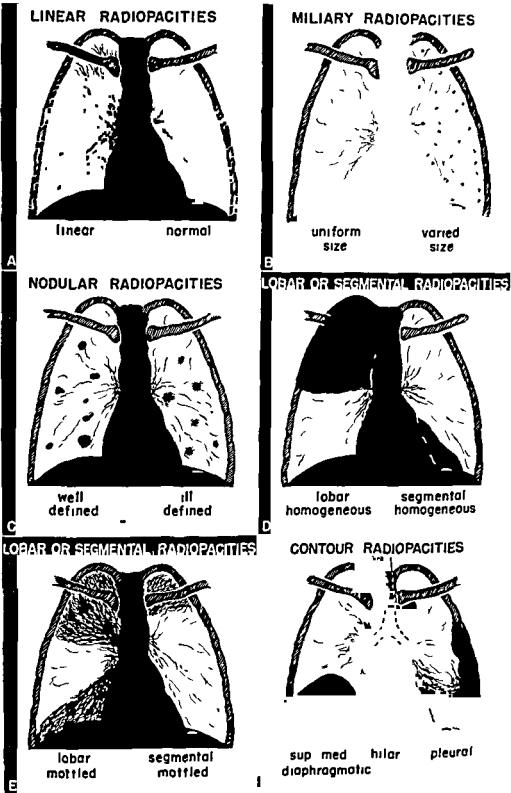 LINEAR RADIOPACITIES
linear normal
A
MILIARY RADIOPACITIES
uniform varied
size size
B
NODULAR RADIOPACITIES
well ill
defined defined
C
LOBAR OR SEGMENTAL RADIOPACITIES
lobar segmental
homogeneous homogeneous
D
LOBAR OR SEGMENTAL RADIOPACITIES
lobar segmental
mottled mottled
E
CONTOUR RADIOPACITIES
sup med hilar pleural
diaphragmatic